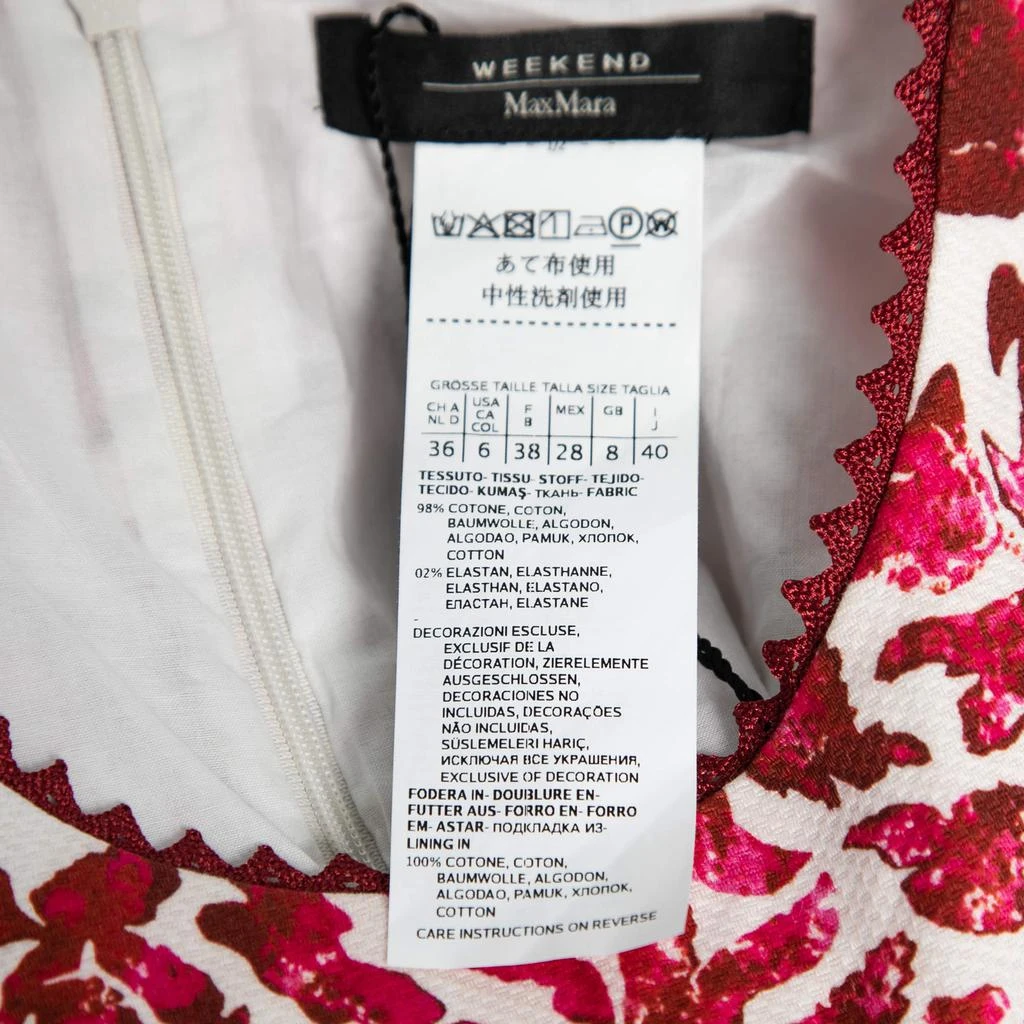 WEEKEND
MaxMara
1/2
あて布使用
中性洗剤使用
GRÖSSE TAILLE TALLA SIZE TAGLIA
CH A NL D USA CA COL F B MEX GB I J
36 6 38 28 8 40
TESSUTO- TISSU- STOFF- TEJIDO-
TECIDO- KUMAŞ- ТКАНЬ- FABRIC
98% COTONE, COTON,
BAUMWOLLE, ALGODON,
ALGODAO, PAMUK, ХЛОПОК,
COTTON
02% ELASTAN, ELASTHANNE,
ELASTHAN, ELASTANO,
ЕЛАСТАН, ELASTANE
-
DECORAZIONI ESCLUSE,
EXCLUSIF DE LA
DÉCORATION, ZIERELEMENTE
AUSGESCHLOSSEN,
DECORACIONES NO
INCLUIDAS, DECORAÇÕES
NÃO INCLUIDAS,
SÜSLEMELERI HARIÇ,
ИСКЛЮЧАЯ ВСЕ УКРАШЕНИЯ,
EXCLUSIVE OF DECORATION
FODERA IN- DOUBLURE EN-
FUTTER AUS- FORRO EN- FORRO
EM- ASTAR- ПОДКЛАДКА ИЗ-
LINING IN
100% COTONE, COTON,
BAUMWOLLE, ALGODON,
ALGODAO, PAMUK, ХЛОПОК,
COTTON
CARE INSTRUCTIONS ON REVERSE